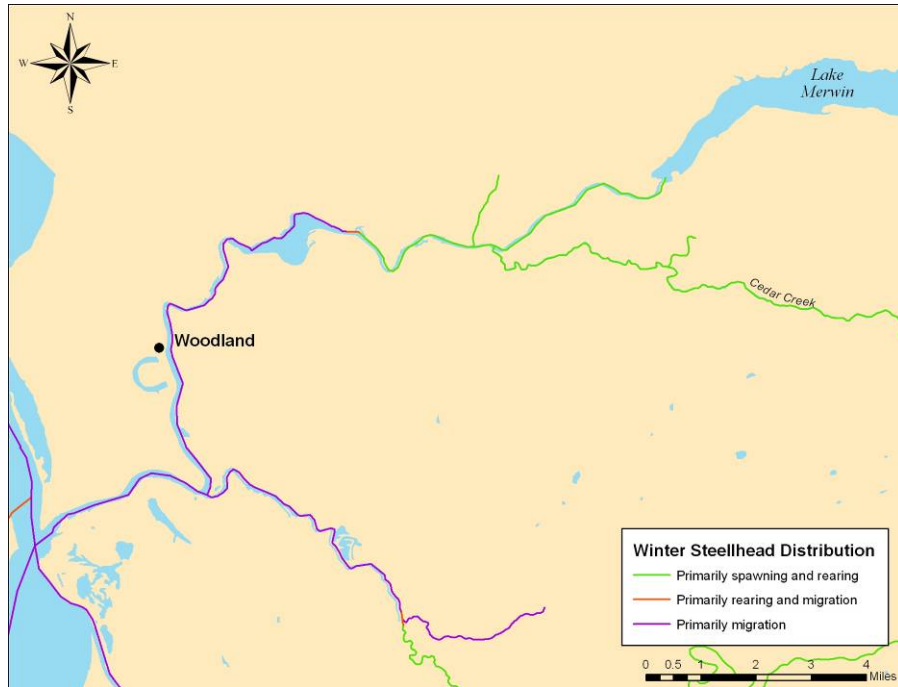 N
W E
S
Lake
Merwin
Cedar Creek
Woodland
Winter Steellhead Distribution
Primarily spawning and rearing
Primarily rearing and migration
Primarily migration
0 0.5 1 2 3 4
Miles